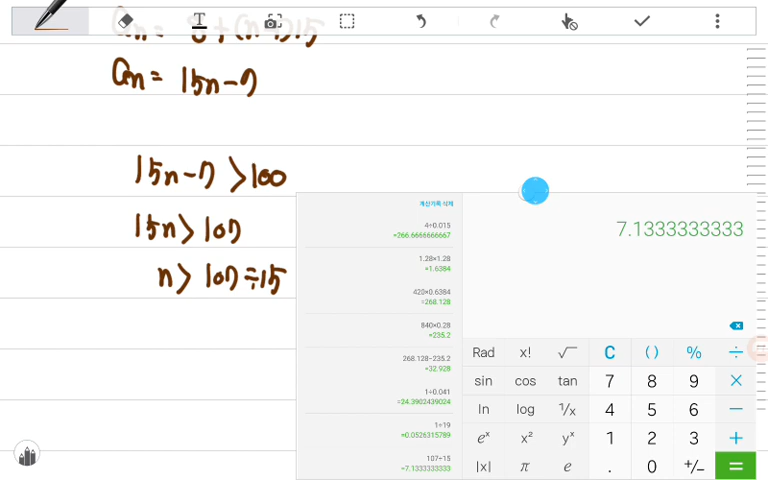 T
an = 8+(n-1)15
an = 15n-7
15n-7 >100
15n > 107
n > 107÷15
계산기록 삭제
4÷0.015
=266.6666666667
1.28×1.28
=1.6384
420×0.6384
=268.128
840×0.28
=235.2
268.128−235.2
=32.928
1÷0.041
=24.3902439024
1÷19
=0.0526315789
107÷15
=7.1333333333
7.1333333333
Rad x! √ C ( ) % ÷
sin cos tan 7 8 9 ×
ln log 1/x 4 5 6 −
eˣ x² yˣ 1 2 3 +
|x| π e . 0 +/− =